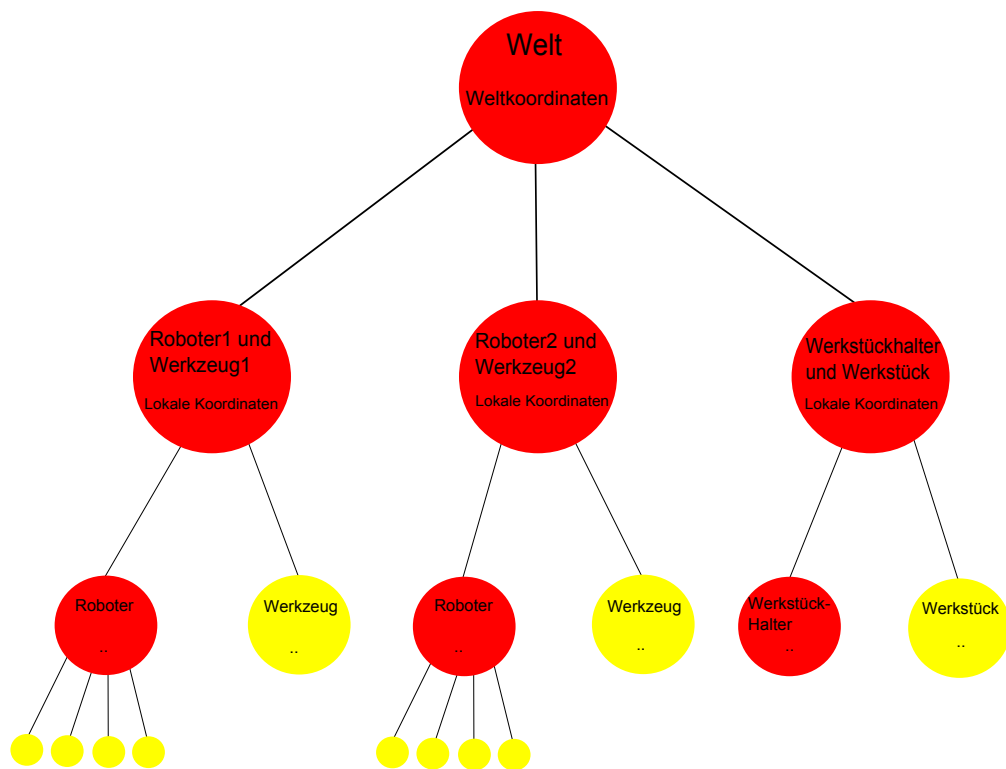 Welt
Weltkoordinaten
Roboter1 und
Werkzeug1
Lokale Koordinaten
Roboter2 und
Werkzeug2
Lokale Koordinaten
Werkstückhalter
und Werkstück
Lokale Koordinaten
Roboter
..
Werkzeug
..
Roboter
..
Werkzeug
..
Werkstück-
Halter
..
Werkstück
..